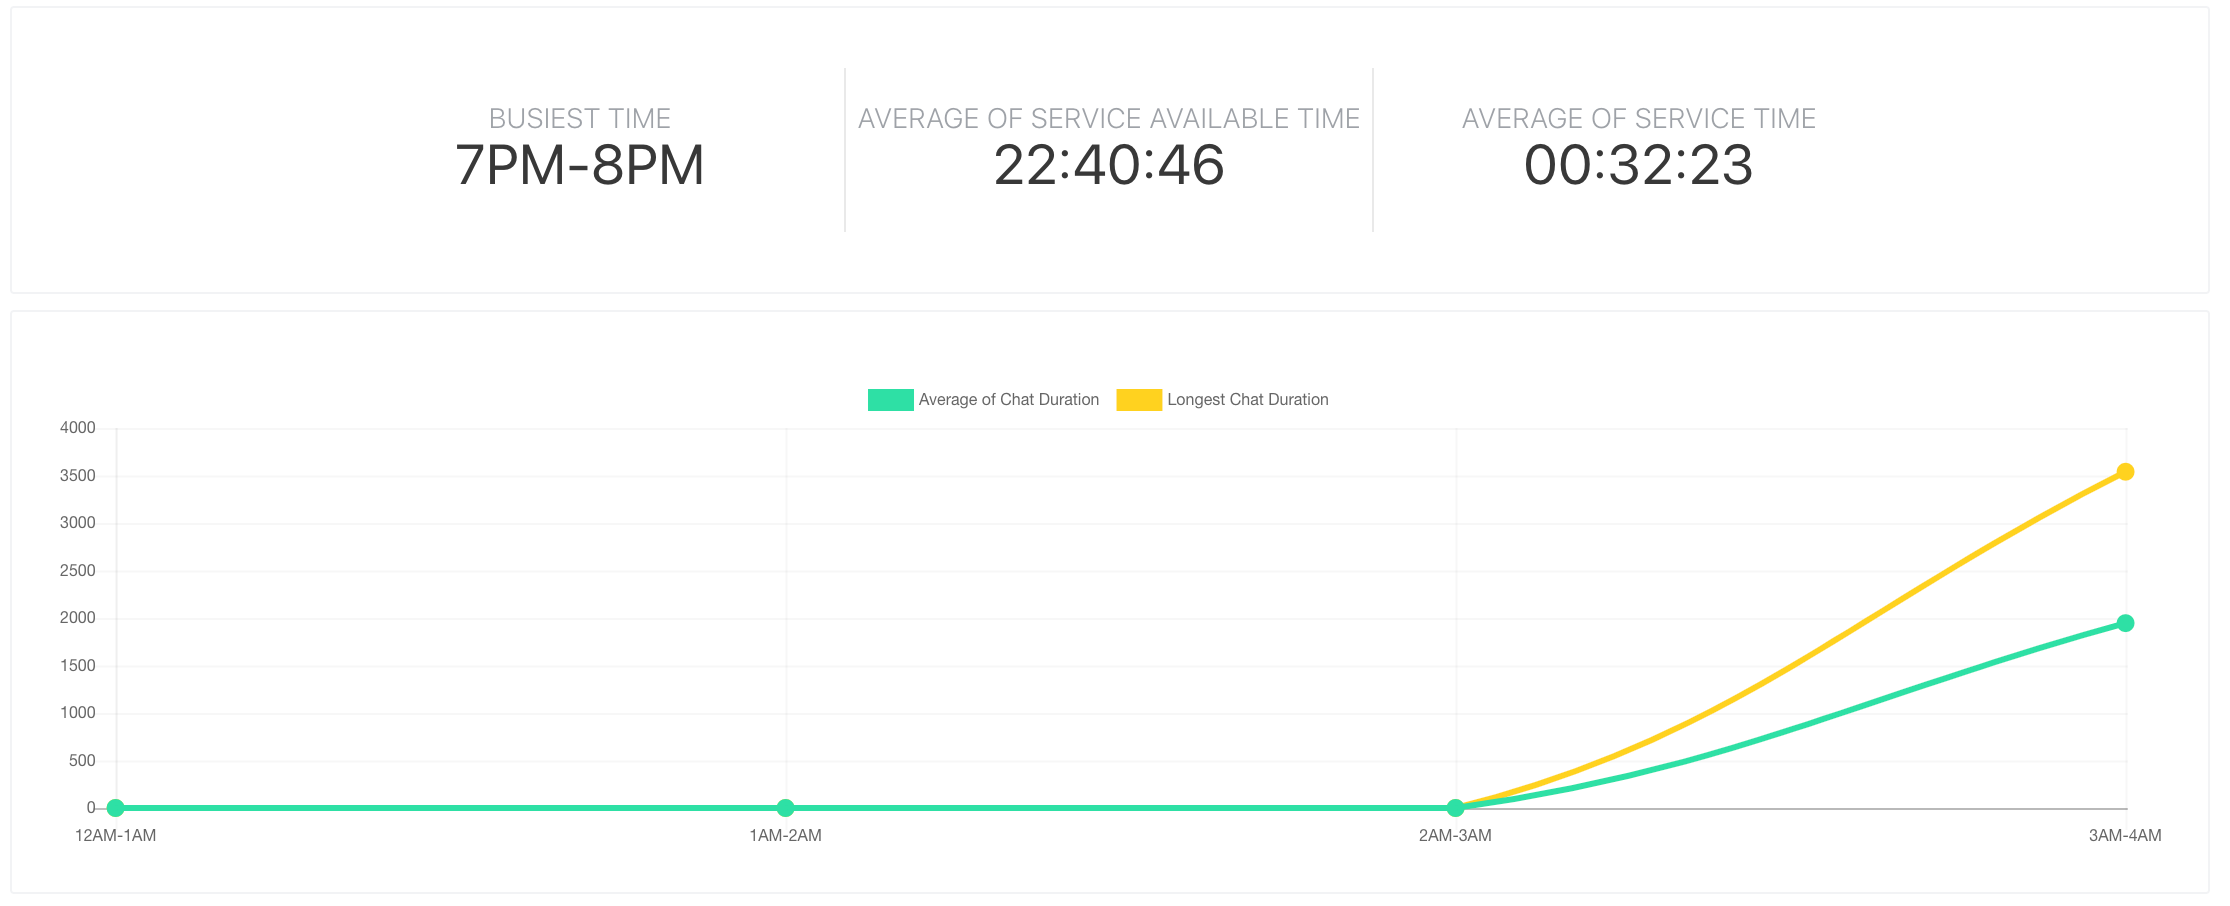 BUSIEST TIME
7PM-8PM
AVERAGE OF SERVICE AVAILABLE TIME
22:40:46
AVERAGE OF SERVICE TIME
00:32:23
Average of Chat Duration
Longest Chat Duration
4000
3500
3000
2500
2000
1500
1000
500
0
12AM-1AM
1AM-2AM
2AM-3AM
3AM-4AM